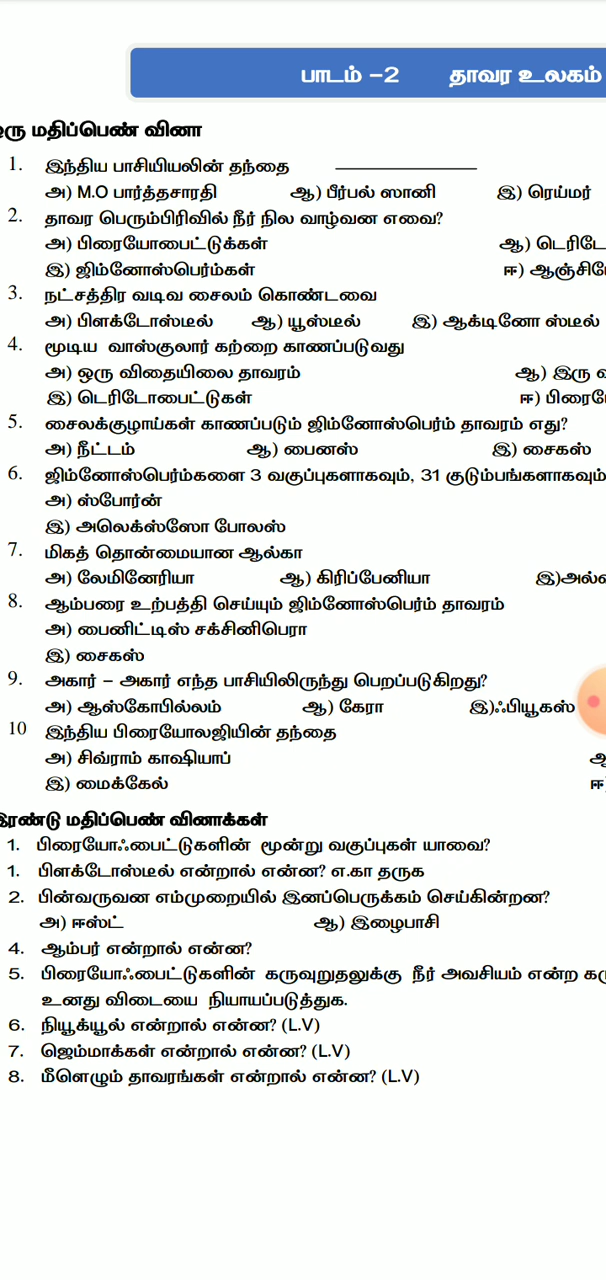 பாடம் –2 தாவர உலகம்
ஒரு மதிப்பெண் வினா
1. இந்திய பாசியியலின் தந்தை ____________
அ) M.O பார்த்தசாரதி ஆ) பீர்பல் ஸானி இ) ரெய்மர்
2. தாவர பெரும்பிரிவில் நீர் நில வாழ்வன எவை?
அ) பிரையோபைட்டுக்கள் ஆ)
இ) ஜிம்னோஸ்பெர்ம்கள் ஈ)
3. நட்சத்திர வடிவ சைலம் கொண்டவை
அ) பிளக்டோஸ்டீல் ஆ) யூஸ்டீல் இ) ஆக்டினோ ஸ்டீல்
4. மூடிய வாஸ்குலார் கற்றை காணப்படுவது
அ) ஒரு விதையிலை தாவரம் ஆ) இரு
இ) டெரிடோபைட்டுகள் ஈ)
5. சைலக்குழாய்கள் காணப்படும் ஜிம்னோஸ்பெர்ம் தாவரம் எது?
அ) நீட்டம் ஆ) பைனஸ் இ) சைகஸ்
6. ஜிம்னோஸ்பெர்ம்களை 3 வகுப்புகளாகவும், 31 குடும்பங்களாகவும்
அ) ஸ்போர்ன்
இ) அலெக்ஸ்ஸோ போலஸ்
7. மிகத் தொன்மையான ஆல்கா
அ) லேமினேரியா ஆ) கிரிப்பேனியா இ)
8. ஆம்பரை உற்பத்தி செய்யும் ஜிம்னோஸ்பெர்ம் தாவரம்
அ) பைனிட்டிஸ் சக்சினிபெரா
இ) சைகஸ்
9. அகார் – அகார் எந்த பாசியிலிருந்து பெறப்படுகிறது?
அ) ஆஸ்கோபில்லம் ஆ) கேரா இ)ஃபியூகஸ்
10 இந்திய பிரையோலஜியின் தந்தை
அ) சிவ்ராம் காஷியாப் ஆ
இ) மைக்கேல் ஈ)
இரண்டு மதிப்பெண் வினாக்கள்
1. பிரையோஃபைட்டுகளின் மூன்று வகுப்புகள் யாவை?
1. பிளக்டோஸ்டீல் என்றால் என்ன? எ.கா தருக
2. பின்வருவன எம்முறையில் இனப்பெருக்கம் செய்கின்றன?
அ) ஈஸ்ட் ஆ) இழைபாசி
4. ஆம்பர் என்றால் என்ன?
5. பிரையோஃபைட்டுகளின் கருவுறுதலுக்கு நீர் அவசியம் என்ற
உனது விடையை நியாயப்படுத்துக.
6. நியூக்யூல் என்றால் என்ன? (L.V)
7. ஜெம்மாக்கள் என்றால் என்ன? (L.V)
8. மீளெழும் தாவரங்கள் என்றால் என்ன? (L.V)